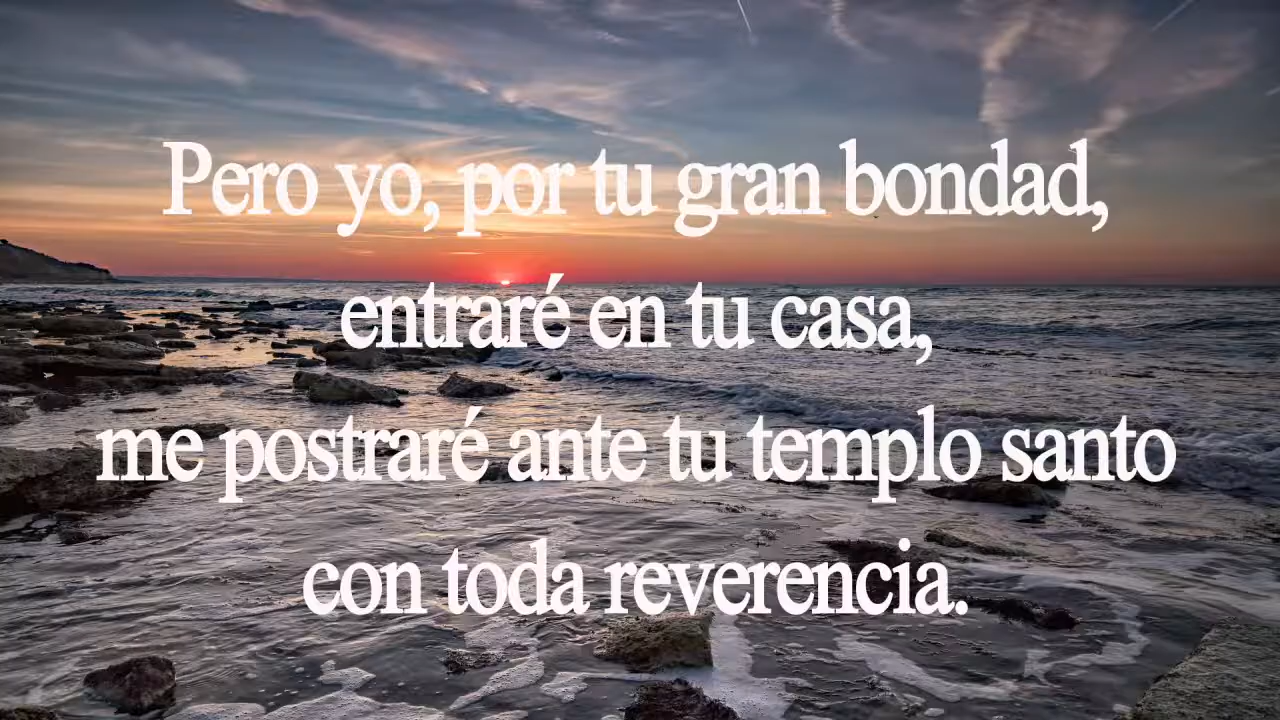 Pero yo, por tu gran bondad,
entraré en tu casa,
me postraré ante tu templo santo
con toda reverencia.